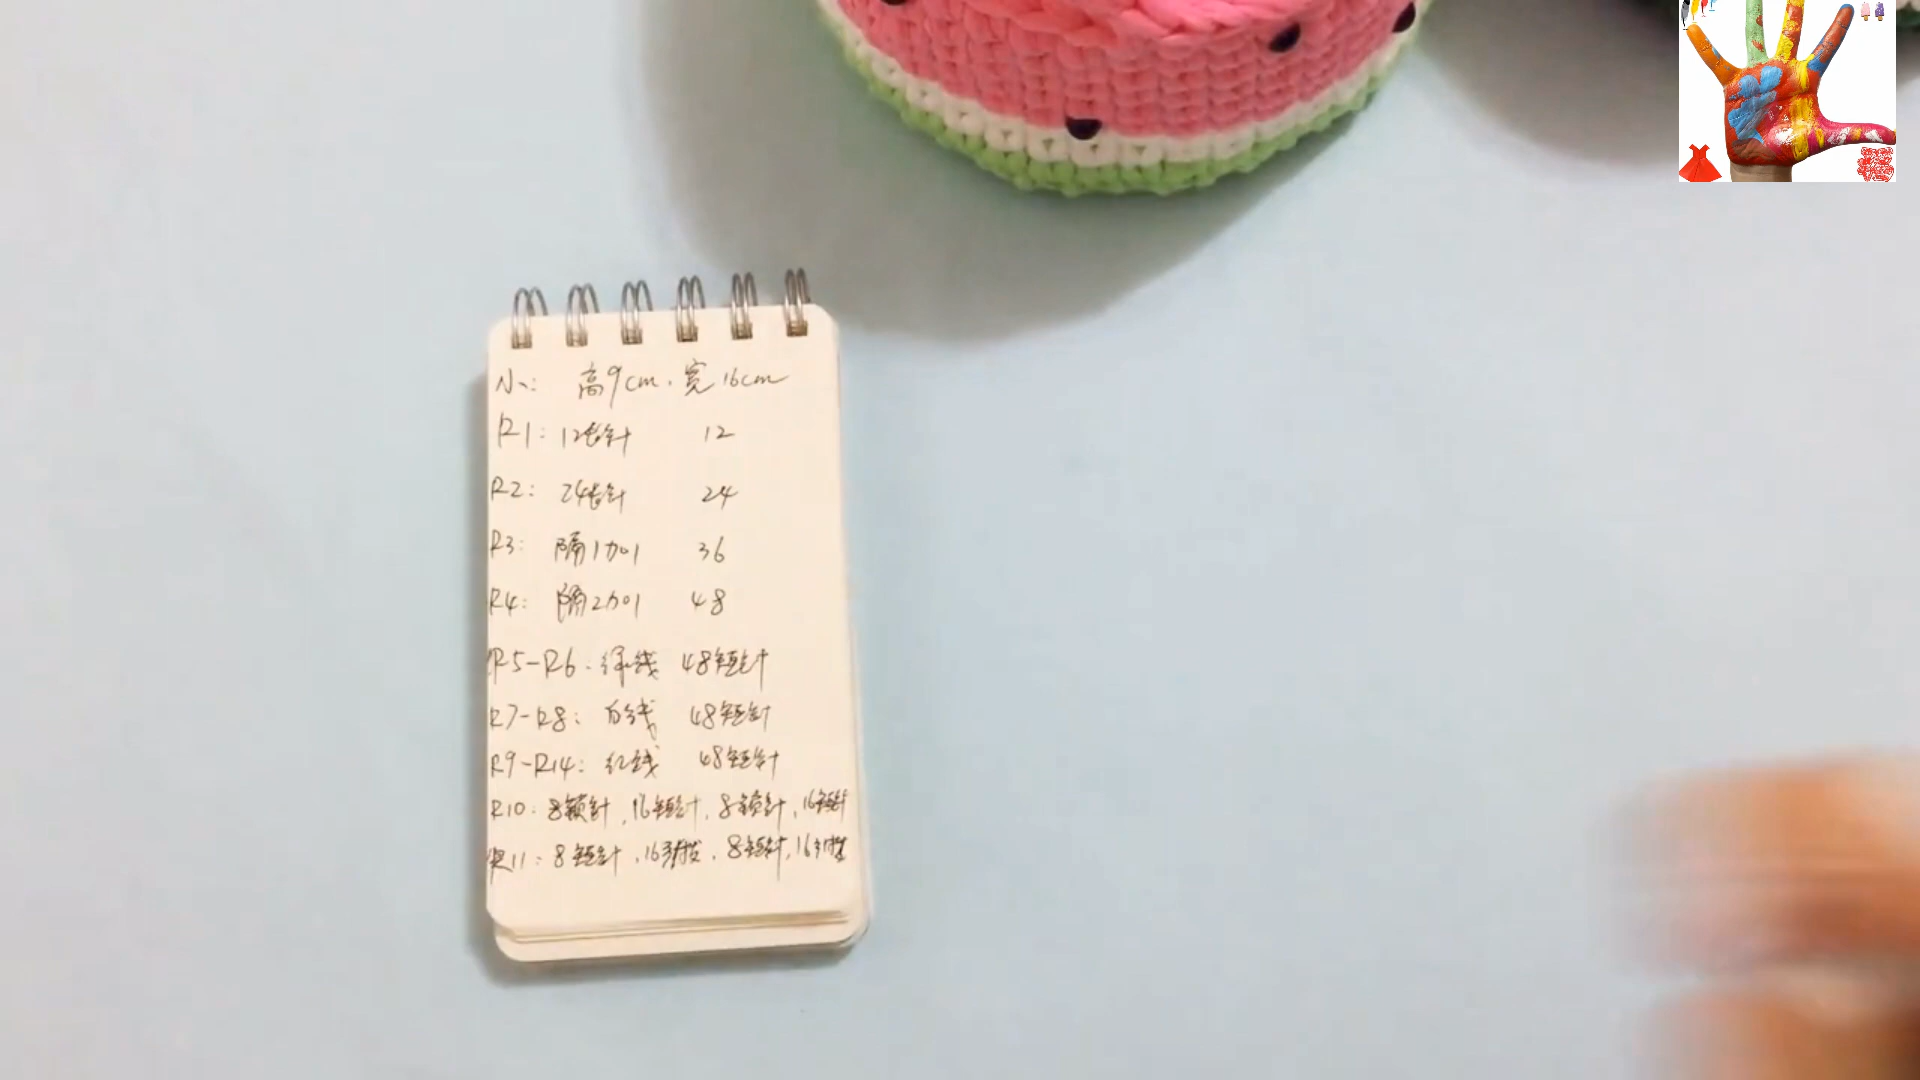 小: 高9cm.宽16cm
R1: 12长针 12
R2: 24长针 24
R3: 隔1加1 36
R4: 隔2加1 48
R5-R6. 绿线 48短针
R7-R8: 白线 48短针
R9-R14: 红线 48短针
R10: 8锁针,16短针.8锁针,16短针
R11: 8短针,16引拔.8短针,16引拔